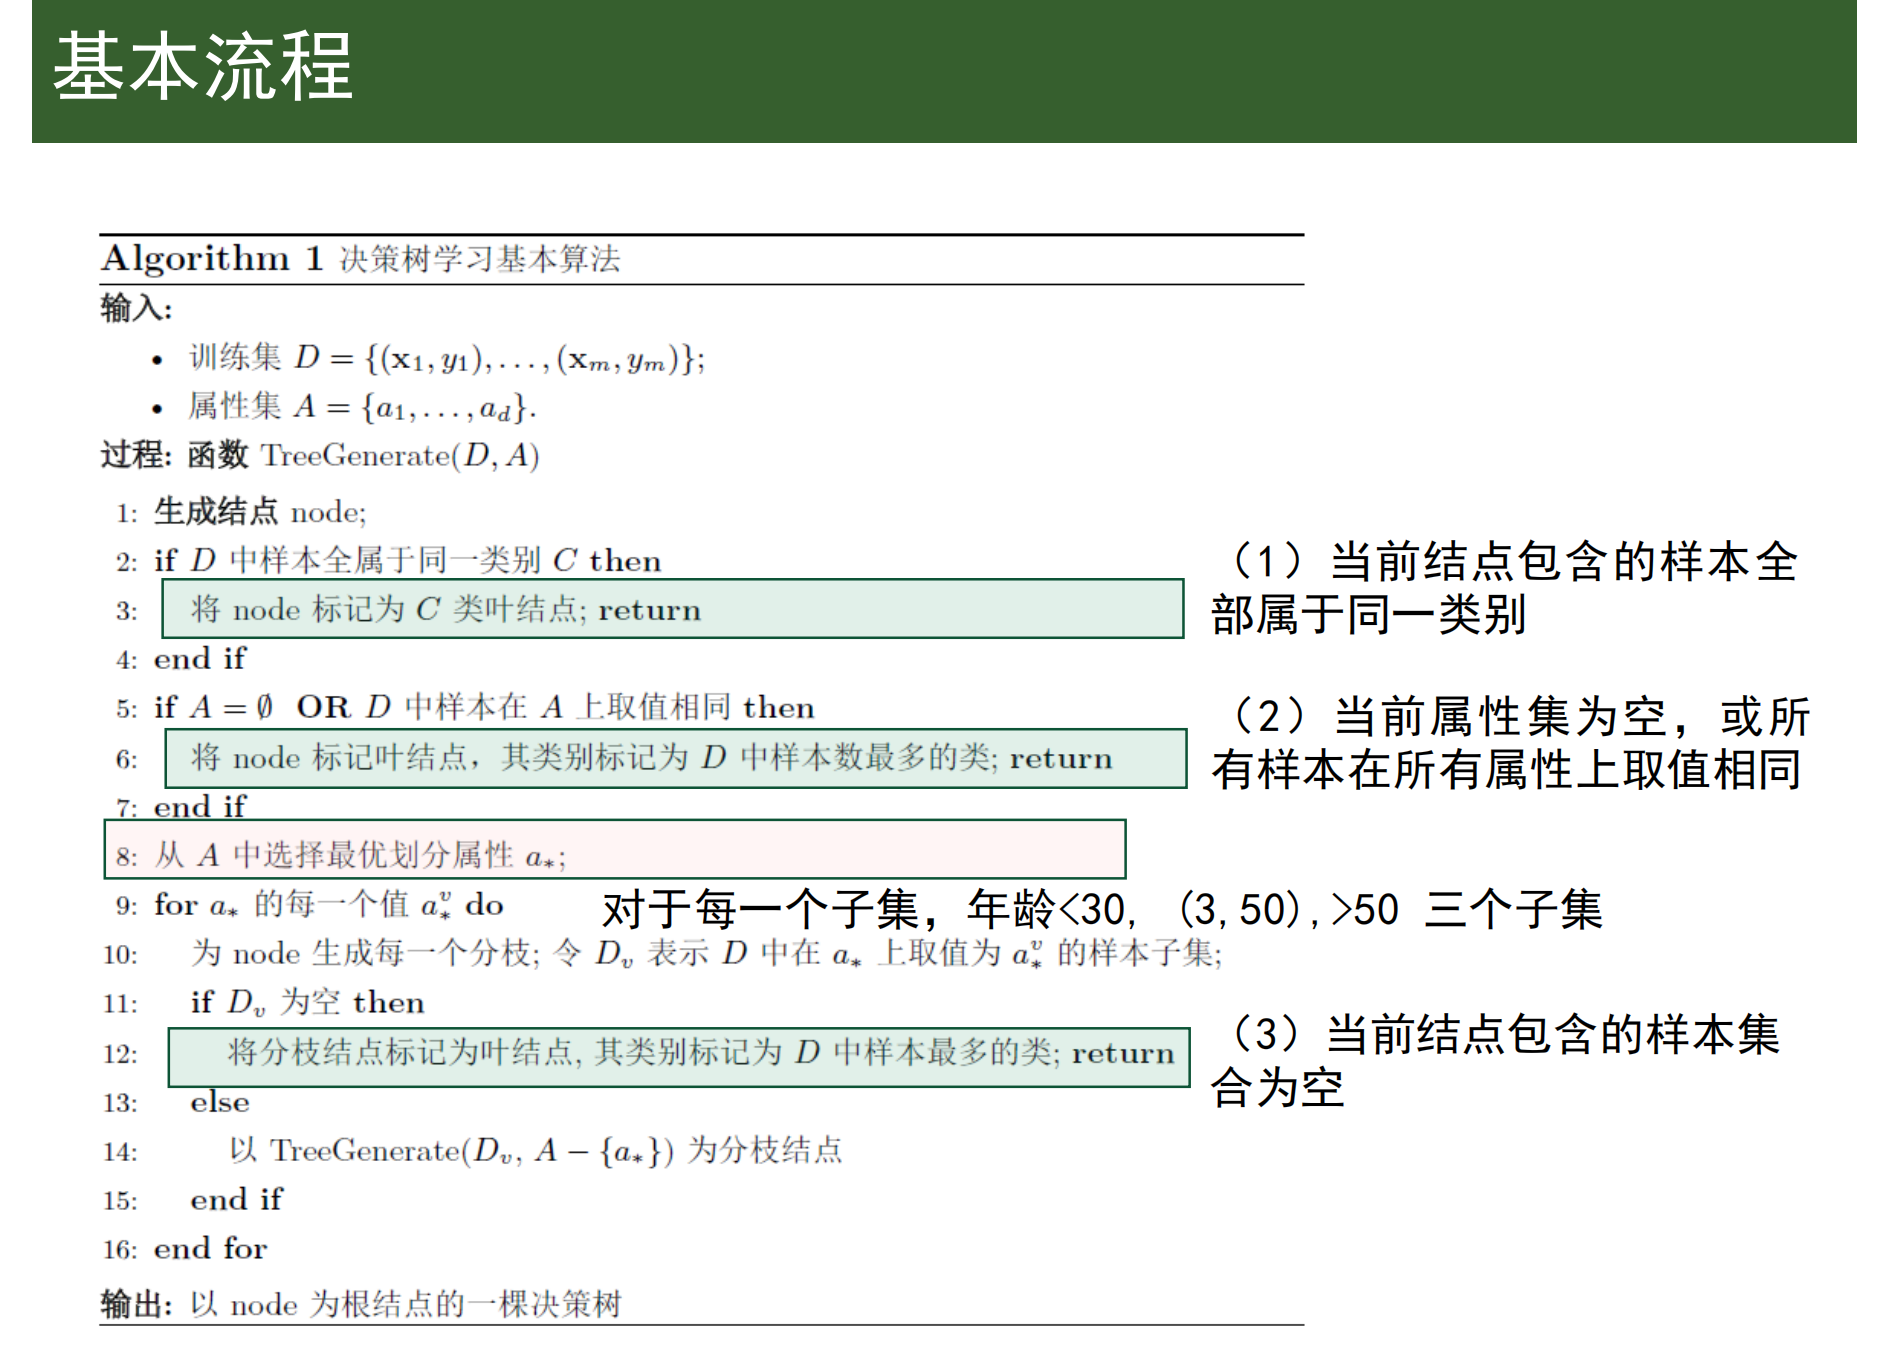 基本流程
Algorithm 1 决策树学习基本算法
输入:
• 训练集 D = {(x₁, y₁), . . . , (xₘ, yₘ)};
• 属性集 A = {a₁, . . . , a_d}.
过程: 函数 TreeGenerate(D, A)
1: 生成结点 node;
2: if D 中样本全属于同一类别 C then
3: 将 node 标记为 C 类叶结点; return
4: end if
（1）当前结点包含的样本全
部属于同一类别
5: if A = ∅ OR D 中样本在 A 上取值相同 then
6: 将 node 标记叶结点，其类别标记为 D 中样本数最多的类; return
7: end if
（2）当前属性集为空，或所
有样本在所有属性上取值相同
8: 从 A 中选择最优划分属性 a_*;
9: for a_* 的每一个值 a_*^v do
对于每一个子集，年龄<30, (3,50),>50 三个子集
10: 为 node 生成每一个分枝; 令 D_v 表示 D 中在 a_* 上取值为 a_*^v 的样本子集;
11: if D_v 为空 then
12: 将分枝结点标记为叶结点, 其类别标记为 D 中样本最多的类; return
（3）当前结点包含的样本集
合为空
13: else
14: 以 TreeGenerate(D_v, A − {a_*}) 为分枝结点
15: end if
16: end for
输出: 以 node 为根结点的一棵决策树